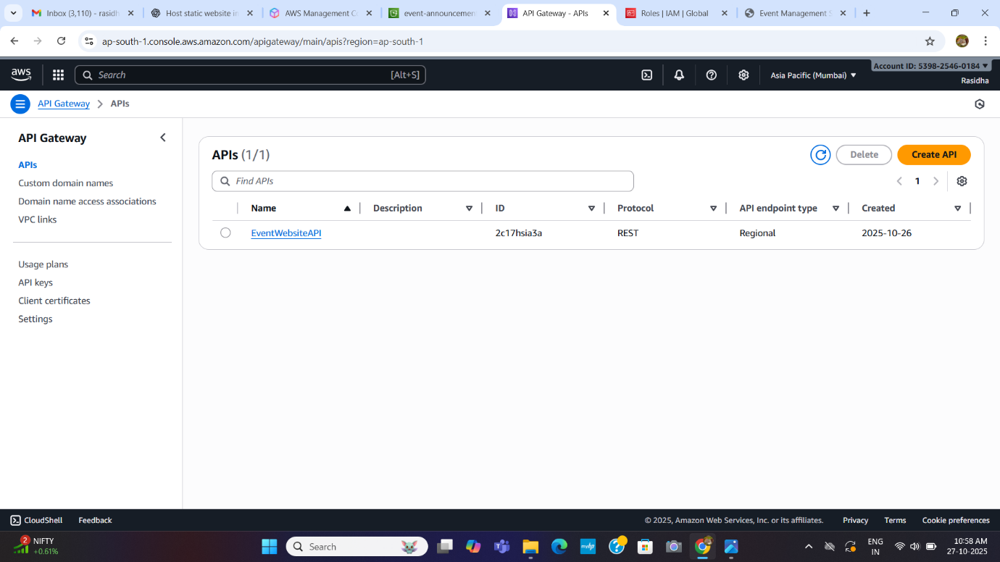 Inbox (3,110) - rasidh
Host static website in
AWS Management Co
event-announcemen
API Gateway - APIs
Roles | IAM | Global
Event Management S
ap-south-1.console.aws.amazon.com/apigateway/main/apis?region=ap-south-1
aws
Search [Alt+S]
Asia Pacific (Mumbai)
Account ID: 5398-2546-0184
Rasidha
API Gateway > APIs
API Gateway
APIs
Custom domain names
Domain name access associations
VPC links
Usage plans
API keys
Client certificates
Settings
APIs (1/1)
Delete
Create API
Find APIs
1
Name Description ID Protocol API endpoint type Created
EventWebsiteAPI 2c17hsia3a REST Regional 2025-10-26
CloudShell Feedback © 2025, Amazon Web Services, Inc. or its affiliates. Privacy Terms Cookie preferences
2
NIFTY
+0.61%
Search
myhp
ENG
IN
10:58 AM
27-10-2025